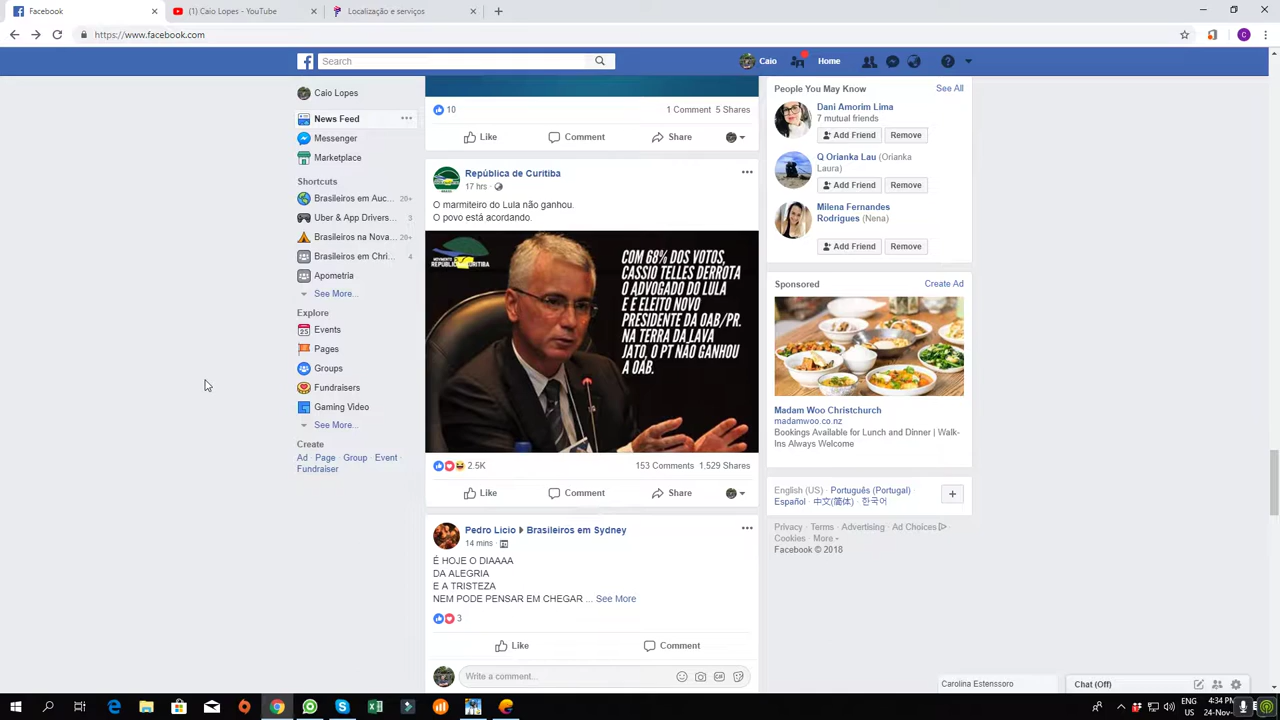 Facebook
(1) Caio Lopes - YouTube
Localização e serviços
https://www.facebook.com
Search
Caio
Home
Caio Lopes
News Feed
Messenger
Marketplace
Shortcuts
Brasileiros em Auc... 20+
Uber & App Drivers... 3
Brasileiros na Nova... 20+
Brasileiros em Chri... 4
Apometria
See More...
Explore
Events
Pages
Groups
Fundraisers
Gaming Video
See More...
Create
Ad · Page · Group · Event ·
Fundraiser
10
1 Comment 5 Shares
Like Comment Share
República de Curitiba
17 hrs ·
O marmiteiro do Lula não ganhou.
O povo está acordando.
MOVIMENTO
REPÚBLICA CURITIBA
COM 68% DOS VOTOS,
CASSIO TELLES DERROTA
O ADVOGADO DO LULA
E É ELEITO NOVO
PRESIDENTE DA OAB/PR.
NA TERRA DA LAVA
JATO, O PT NÃO GANHOU
A OAB.
2.5K
153 Comments 1.529 Shares
Like Comment Share
Pedro Licio Brasileiros em Sydney
14 mins ·
É HOJE O DIAAAA
DA ALEGRIA
E A TRISTEZA
NEM PODE PENSAR EM CHEGAR ... See More
3
Like Comment
Write a comment...
People You May Know
See All
Dani Amorim Lima
7 mutual friends
Add Friend Remove
Q Orianka Lau (Orianka
Laura)
Add Friend Remove
Milena Fernandes
Rodrigues (Nena)
Add Friend Remove
Sponsored
Create Ad
Madam Woo Christchurch
madamwoo.co.nz
Bookings Available for Lunch and Dinner | Walk-
Ins Always Welcome
English (US) · Português (Portugal) ·
Español · 中文(简体) · 한국어
Privacy · Terms · Advertising · Ad Choices ·
Cookies · More
Facebook © 2018
Carolina Estenssoro
Chat (Off)
4:34 PM
US
24-Nov-